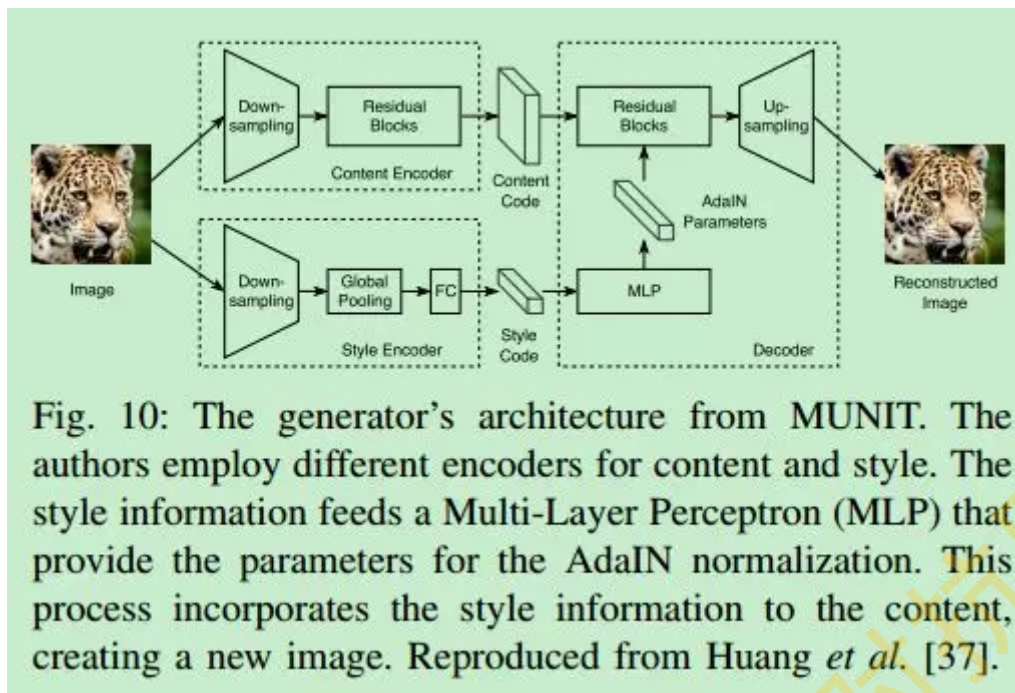 Down-
sampling
Residual
Blocks
Content Encoder
Content
Code
Residual
Blocks
Up-
sampling
AdaIN
Parameters
Image
Down-
sampling
Global
Pooling
FC
Style Encoder
Style
Code
MLP
Decoder
Reconstructed
Image
Fig. 10: The generator's architecture from MUNIT. The
authors employ different encoders for content and style. The
style information feeds a Multi-Layer Perceptron (MLP) that
provide the parameters for the AdaIN normalization. This
process incorporates the style information to the content,
creating a new image. Reproduced from Huang et al. [37].